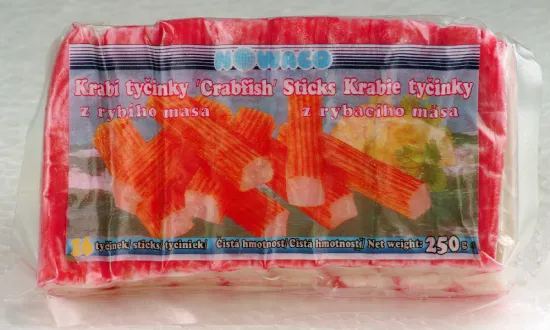 NOWACO
Krabí tyčinky 'Crabfish' Sticks Krabie tyčinky
z rybího masa z rybacieho mäsa
16 tyčinek/sticks/tyčiniek/ Čistá hmotnost/Čistá hmotnosť/Net weight: 250g